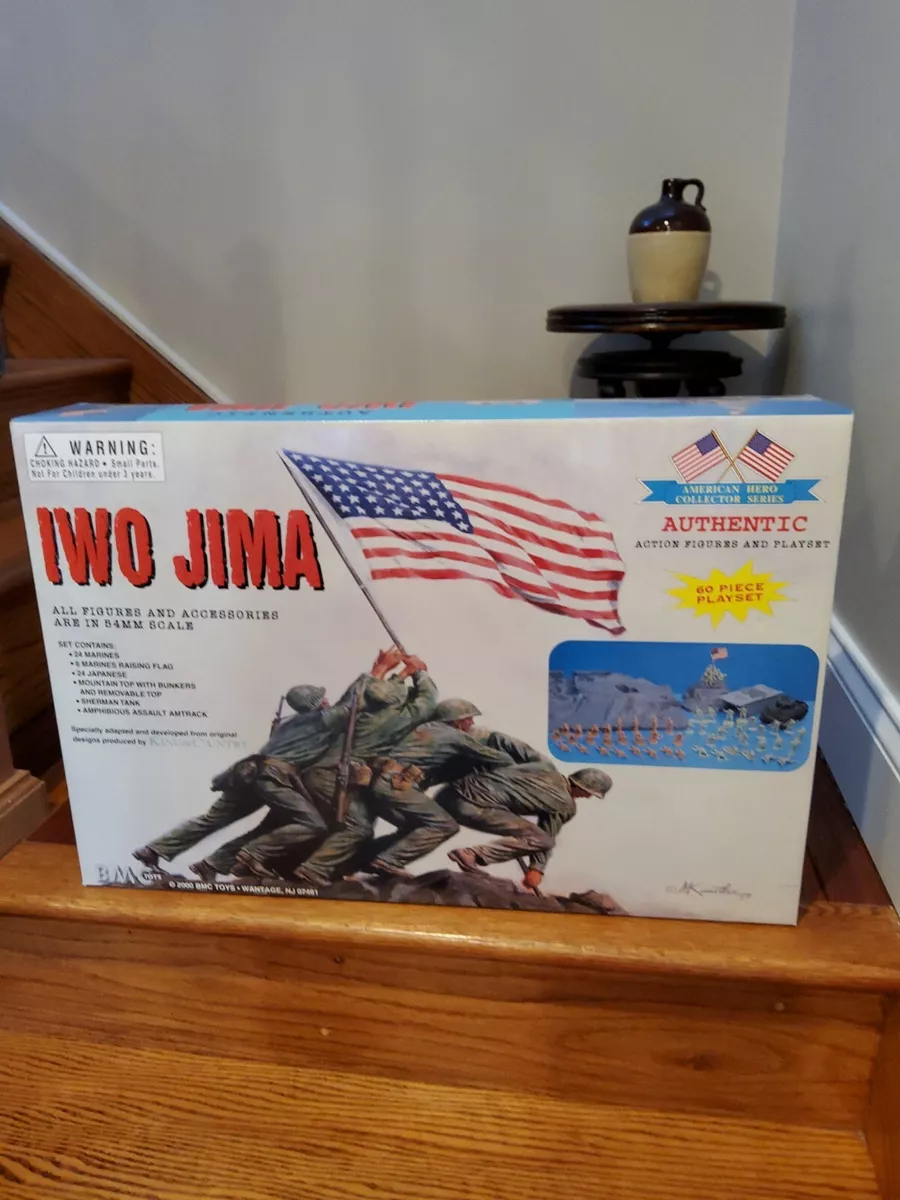 WARNING:
CHOKING HAZARD • Small Parts.
Not For Children under 3 years.
IWO JIMA
ALL FIGURES AND ACCESSORIES
ARE IN 54MM SCALE
SET CONTAINS:
• 24 MARINES
• 6 MARINES RAISING FLAG
• 24 JAPANESE
• MOUNTAIN TOP WITH BUNKERS
AND REMOVABLE TOP
• SHERMAN TANK
• AMPHIBIOUS ASSAULT AMTRACK
Specially adapted and developed from original
designs produced by
AMERICAN HERO
COLLECTOR SERIES
AUTHENTIC
ACTION FIGURES AND PLAYSET
60 PIECE
PLAYSET
BMC TOYS
© 2000 BMC TOYS • WANTAGE, NJ 07461